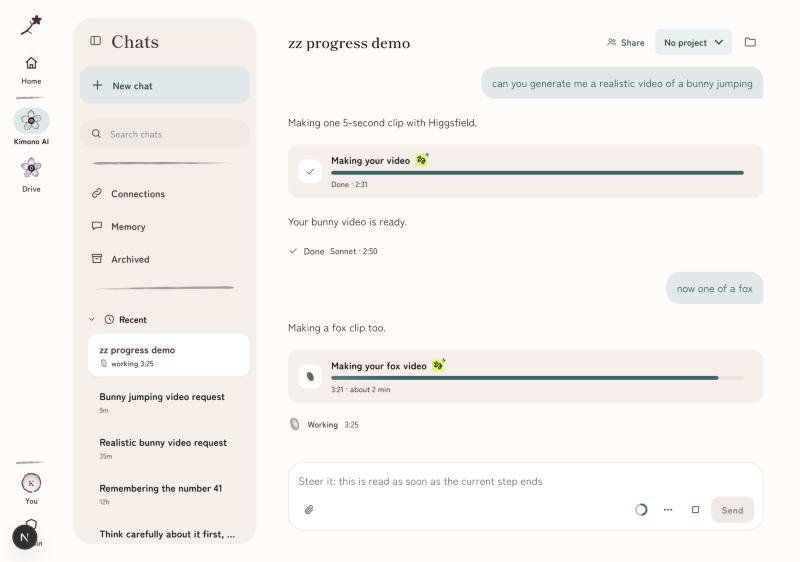 Home
Kimono AI
Drive
You
K
N
Chats
New chat
Search chats
Connections
Memory
Archived
Recent
zz progress demo
working 3:25
Bunny jumping video request
9m
Realistic bunny video request
35m
Remembering the number 41
12h
Think carefully about it first, ...
zz progress demo
Share
No project
can you generate me a realistic video of a bunny jumping
Making one 5-second clip with Higgsfield.
Making your video
Done · 2:31
Your bunny video is ready.
Done Sonnet · 2:50
now one of a fox
Making a fox clip too.
Making your fox video
3:21 · about 2 min
Working 3:25
Steer it: this is read as soon as the current step ends
Send